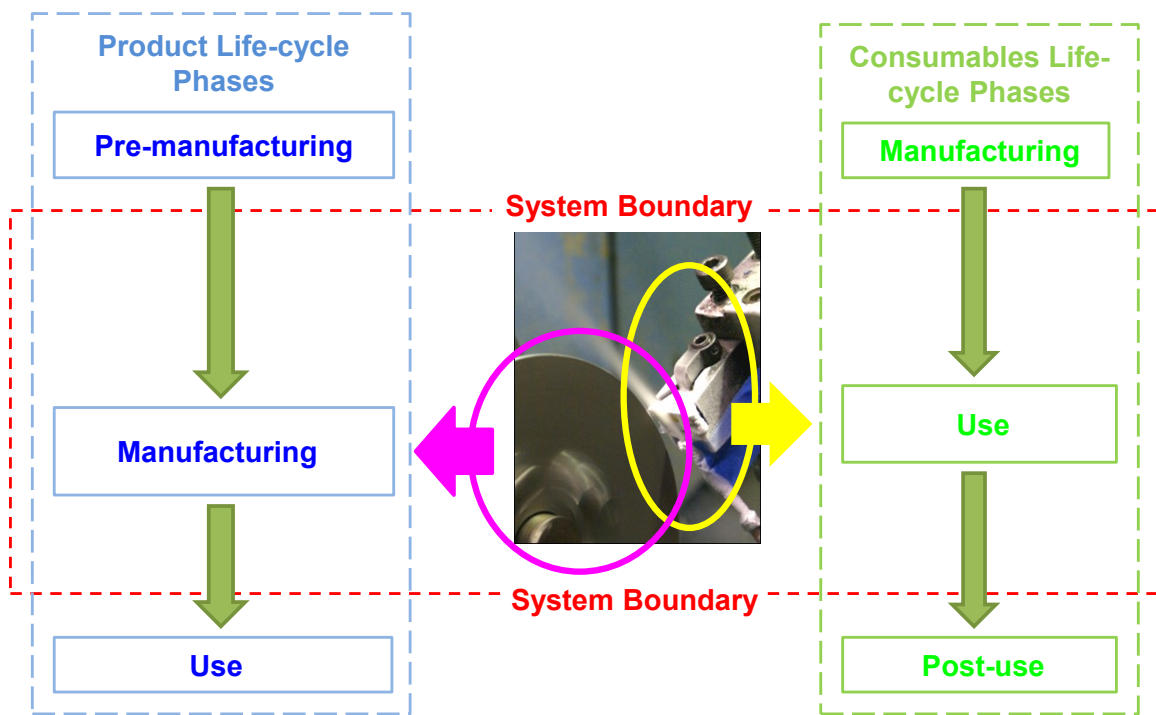 Product Life-cycle
Phases
Pre-manufacturing
Manufacturing
Use
System Boundary
System Boundary
Consumables Life-
cycle Phases
Manufacturing
Use
Post-use